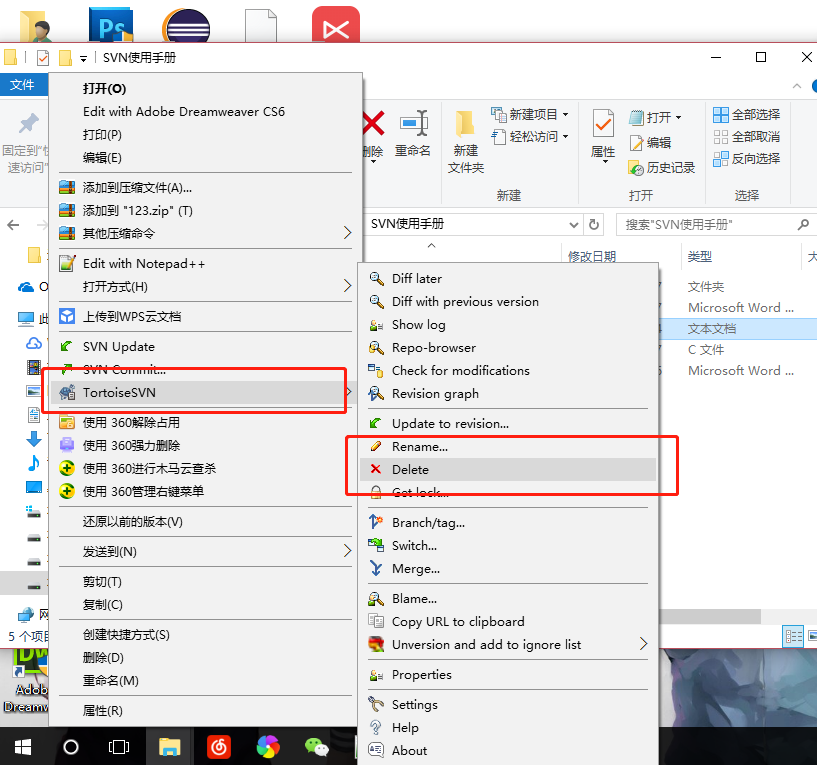 Ps
SVN使用手册
文件
打开(O)
Edit with Adobe Dreamweaver CS6
打印(P)
编辑(E)
添加到压缩文件(A)...
添加到 "123.zip" (T)
其他压缩命令
Edit with Notepad++
打开方式(H)
上传到WPS云文档
SVN Update
SVN Commit...
TortoiseSVN
使用 360解除占用
使用 360强力删除
使用 360进行木马云查杀
使用 360管理右键菜单
还原以前的版本(V)
发送到(N)
剪切(T)
复制(C)
创建快捷方式(S)
删除(D)
重命名(M)
属性(R)
固定到"快
速访问"
删除
重命名
新建
文件夹
新建项目
轻松访问
新建
属性
打开
编辑
历史记录
打开
全部选择
全部取消
反向选择
选择
SVN使用手册
搜索"SVN使用手册"
修改日期
类型
文件夹
Microsoft Word ...
文本文档
C 文件
Microsoft Word ...
Diff later
Diff with previous version
Show log
Repo-browser
Check for modifications
Revision graph
Update to revision...
Rename...
Delete
Get lock...
Branch/tag...
Switch...
Merge...
Blame...
Copy URL to clipboard
Unversion and add to ignore list
Properties
Settings
Help
About
5 个项目
Adob
Dreamw